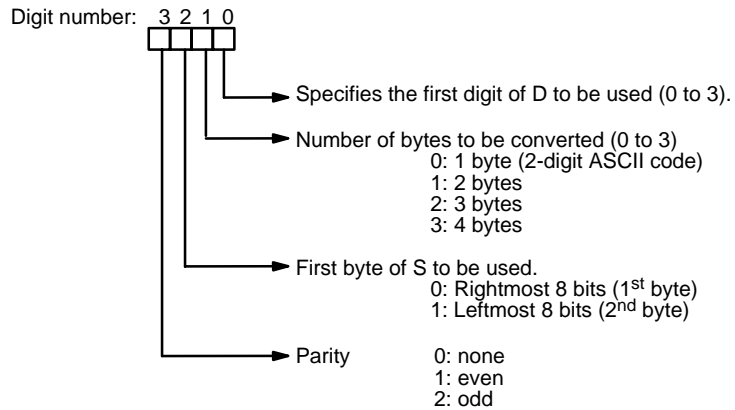 Digit number: 3 2 1 0
Specifies the first digit of D to be used (0 to 3).
Number of bytes to be converted (0 to 3)
0: 1 byte (2-digit ASCII code)
1: 2 bytes
2: 3 bytes
3: 4 bytes
First byte of S to be used.
0: Rightmost 8 bits (1st byte)
1: Leftmost 8 bits (2nd byte)
Parity 0: none
1: even
2: odd